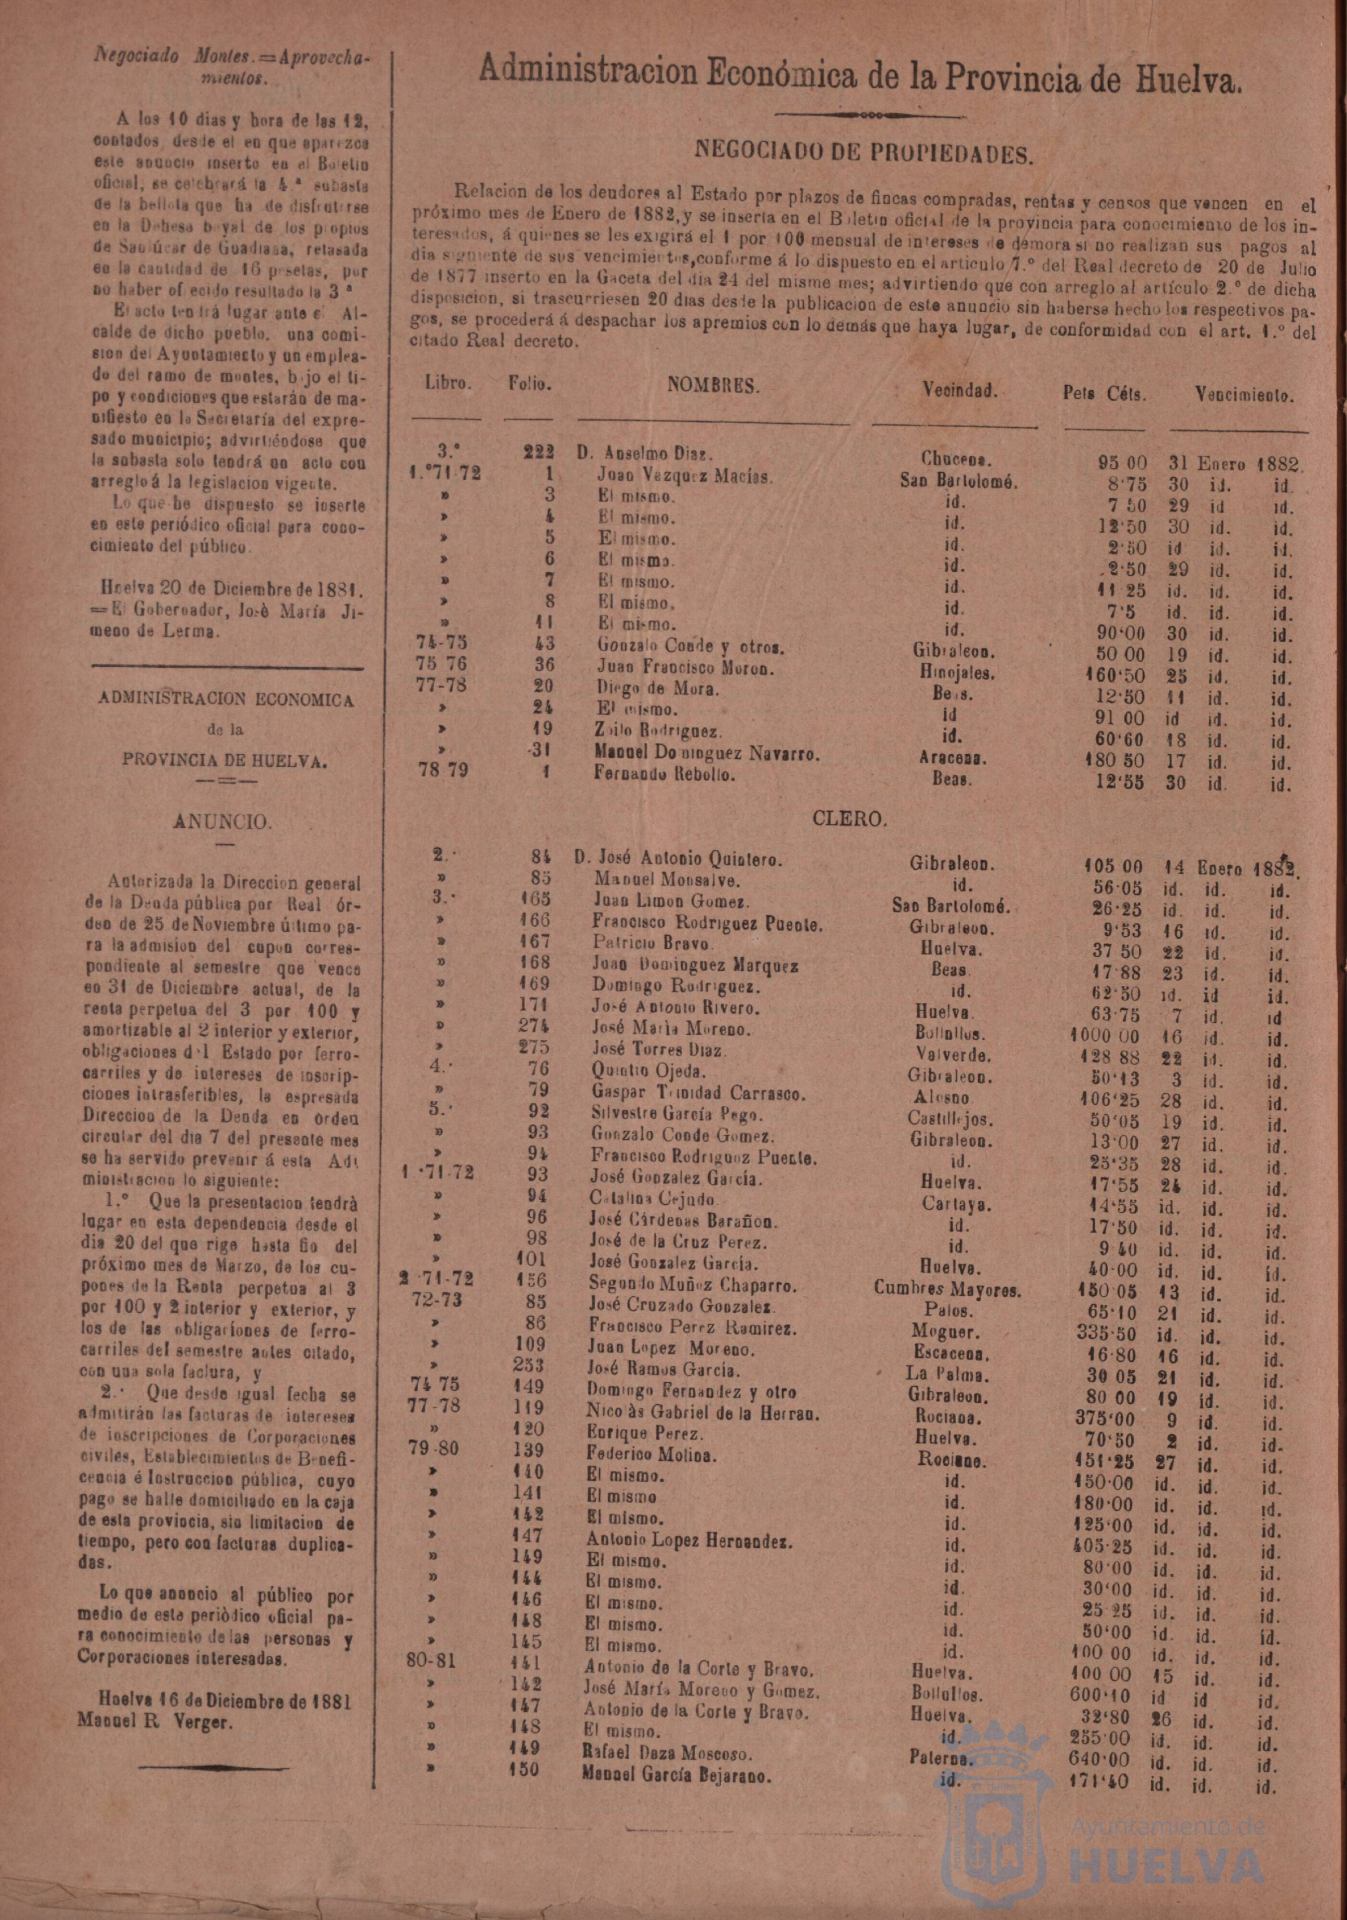 Negociado Montes.=Aprovecha-
mientos.
A los 10 dias y hora de las 12,
contados, desde el en que aparezca
este anuncio inserto en el Boletin
oficial, se celebrará la 4.ª subasta
de la bellota que ha de disfrutarse
en la Dehesa boyal de los propios
de Sanlúcar de Guadiana, retasada
en la cantidad de 16 pesetas, por
no haber ofrecido resultado la 3.ª
El acto tendrá lugar ante el Al-
calde de dicho pueblo, una comi-
sion del Ayuntamiento y un emplea-
do del ramo de montes, bajo el ti-
po y condiciones que estarán de ma-
nifiesto en la Secretaría del expre-
sado municipio; advirtiéndose que
la subasta solo tendrá un acto con
arreglo á la legislacion vigente.
Lo que he dispuesto se inserte
en este periódico oficial para cono-
cimiento del público.
Huelva 20 de Diciembre de 1881.
=El Gobernador, José María Ji-
meno de Lerma.
ADMINISTRACION ECONOMICA
de la
PROVINCIA DE HUELVA.
ANUNCIO.
Autorizada la Direccion general
de la Deuda pública por Real ór-
den de 25 de Noviembre último pa-
ra la admision del cupon corres-
pondiente al semestre que vence
en 31 de Diciembre actual, de la
renta perpetua del 3 por 100 y
amortizable al 2 interior y exterior,
obligaciones del Estado por ferro-
carriles y de intereses de inscrip-
ciones intrasferibles, la espresada
Direccion de la Deuda en órden
circular del dia 7 del presente mes
se ha servido prevenir á esta Adi
ministracion lo siguiente:
1.º Que la presentacion tendrà
lugar en esta dependencia desde el
dia 20 del que rige hasta fin del
próximo mes de Marzo, de los cu-
pones de la Renta perpetua al 3
por 100 y 2 interior y exterior, y
los de las obligaciones de ferro-
carriles del semestre antes citado,
con una sola factura, y
2.º Que desde igual fecha se
admitirán las facturas de intereses
de inscripciones de Corporaciones
civiles, Establecimientos de Benefi-
cencia é Instruccion pública, cuyo
pago se halle domiciliado en la caja
de esta provincia, sin limitacion de
tiempo, pero con facturas duplica-
das.
Lo que anuncio al público por
medio de este periòdico oficial pa-
ra conocimiento de las personas y
Corporaciones interesadas.
Huelva 16 de Diciembre de 1881
Manuel R. Verger.
Administracion Económica de la Provincia de Huelva.
NEGOCIADO DE PROPIEDADES.
Relacion de los deudores al Estado por plazos de fincas compradas, rentas y censos que vencen en el
próximo mes de Enero de 1882, y se inserta en el Boletin oficial de la provincia para conocimiento de los in-
teresados, á quienes se les exigirá el 1 por 100 mensual de intereses de demora si no realizan sus pagos al
dia siguiente de sus vencimientos, conforme á lo dispuesto en el artículo 7.º del Real decreto de 20 de Julio
de 1877 inserto en la Gaceta del dia 24 del misme mes; advirtiendo que con arreglo al artículo 2.º de dicha
disposicion, si trascurriesen 20 dias desde la publicacion de este anuncio sin haberse hecho los respectivos pa-
gos, se procederá á despachar los apremios con lo demás que haya lugar, de conformidad con el art. 1.º del
citado Real decreto.
Libro. Folio. NOMBRES. Vecindad. Pets Céts. Vencimiento.
3.º 222 D. Anselmo Diaz. Chucena. 95 00 31 Enero 1882.
1.º 71-72 1 Juan Vazquez Macías. San Bartolomé. 8'75 30 id. id.
» 3 El mismo. id. 7 50 29 id id.
» 4 El mismo. id. 12'50 30 id. id.
» 5 El mismo. id. 2'50 id id. id.
» 6 El mismo. id. 2'50 29 id. id.
» 7 El mismo. id. 11 25 id. id. id.
» 8 El mismo. id. 7'5 id. id. id.
» 11 El mismo. id. 90'00 30 id. id.
74-75 43 Gonzalo Conde y otros. Gibraleon. 50 00 19 id. id.
75 76 36 Juan Francisco Moron. Hinojales. 160'50 25 id. id.
77-78 20 Diego de Mora. Beas. 12'50 11 id. id.
» 24 El mismo. id 91 00 id id. id.
» 19 Zoilo Rodriguez. id. 60'60 18 id. id.
» 31 Manuel Dominguez Navarro. Aracena. 180 50 17 id. id.
78 79 1 Fernando Rebollo. Beas. 12'55 30 id. id.
CLERO.
2.º 84 D. José Antonio Quintero. Gibraleon. 105 00 14 Enero 1882.
» 85 Manuel Monsalve. id. 56·05 id. id. id.
3.º 165 Juan Limon Gomez. San Bartolomé. 26·25 id. id. id.
» 166 Francisco Rodriguez Puente. Gibraleon. 9'53 16 id. id.
» 167 Patricio Bravo. Huelva. 37 50 22 id. id.
» 168 Juan Dominguez Marquez Beas. 17·88 23 id. id.
» 169 Domingo Rodriguez. id. 62'50 id. id id.
» 171 José Antonio Rivero. Huelva. 63'75 7 id. id
» 274 José Maria Moreno. Bollullos. 1000 00 16 id. id.
» 275 José Torres Diaz. Valverde. 128 88 22 id. id.
4.º 76 Quintin Ojeda. Gibraleon. 50'13 3 id. id.
» 79 Gaspar Trinidad Carrasco. Alosno. 106'25 28 id. id.
5.º 92 Silvestre García Pego. Castillejos. 50'05 19 id. id.
» 93 Gonzalo Conde Gomez. Gibraleon. 13'00 27 id. id.
» 94 Francisco Rodriguez Puente. id. 25'35 28 id. id.
1.º 71-72 93 José Gonzalez García. Huelva. 17'55 24 id. id.
» 94 Catalina Cejudo. Cartaya. 14'55 id. id. id.
» 96 José Cárdenas Barañon. id. 17'50 id. id. id.
» 98 José de la Cruz Perez. id. 9 40 id. id. id.
» 101 José Gonzalez García. Huelva. 40·00 id. id. id.
2.º 71-72 156 Segundo Muñoz Chaparro. Cumbres Mayores. 150'05 13 id. id.
72-73 85 José Cruzado Gonzalez. Palos. 65·10 21 id. id.
» 86 Francisco Perez Ramirez. Moguer. 335·50 id. id. id.
» 109 Juan Lopez Moreno. Escacena. 16·80 16 id. id.
» 253 José Ramos García. La Palma. 30 05 21 id. id.
74 75 149 Domingo Fernandez y otro Gibraleon. 80 00 19 id. id.
77-78 119 Nicolàs Gabriel de la Herran. Rociana. 375'00 9 id. id.
» 120 Enrique Perez. Huelva. 70'50 2 id. id.
79-80 139 Federico Molina. Rociano. 151'25 27 id. id.
» 140 El mismo. id. 150·00 id. id. id.
» 141 El mismo id. 180·00 id. id. id.
» 142 El mismo. id. 125'00 id. id. id.
» 147 Antonio Lopez Hernandez. id. 405·25 id. id. id.
» 149 El mismo. id. 80'00 id. id. id.
» 144 El mismo. id. 30'00 id. id. id.
» 146 El mismo. id. 25 25 id. id. id.
» 148 El mismo. id. 50'00 id. id. id.
» 145 El mismo. id. 100 00 id. id. id.
80-81 141 Antonio de la Corte y Bravo. Huelva. 100 00 15 id. id.
» 142 José María Moreno y Gomez. Bollullos. 600'10 id id id.
» 147 Antonio de la Corte y Bravo. Huelva. 32'80 26 id. id.
» 148 El mismo. id. 255·00 id. id. id.
» 149 Rafael Daza Moscoso. Paterna. 640·00 id. id. id.
» 150 Manuel García Bejarano. id. 171'40 id. id. id.
Ayuntamiento de
HUELVA